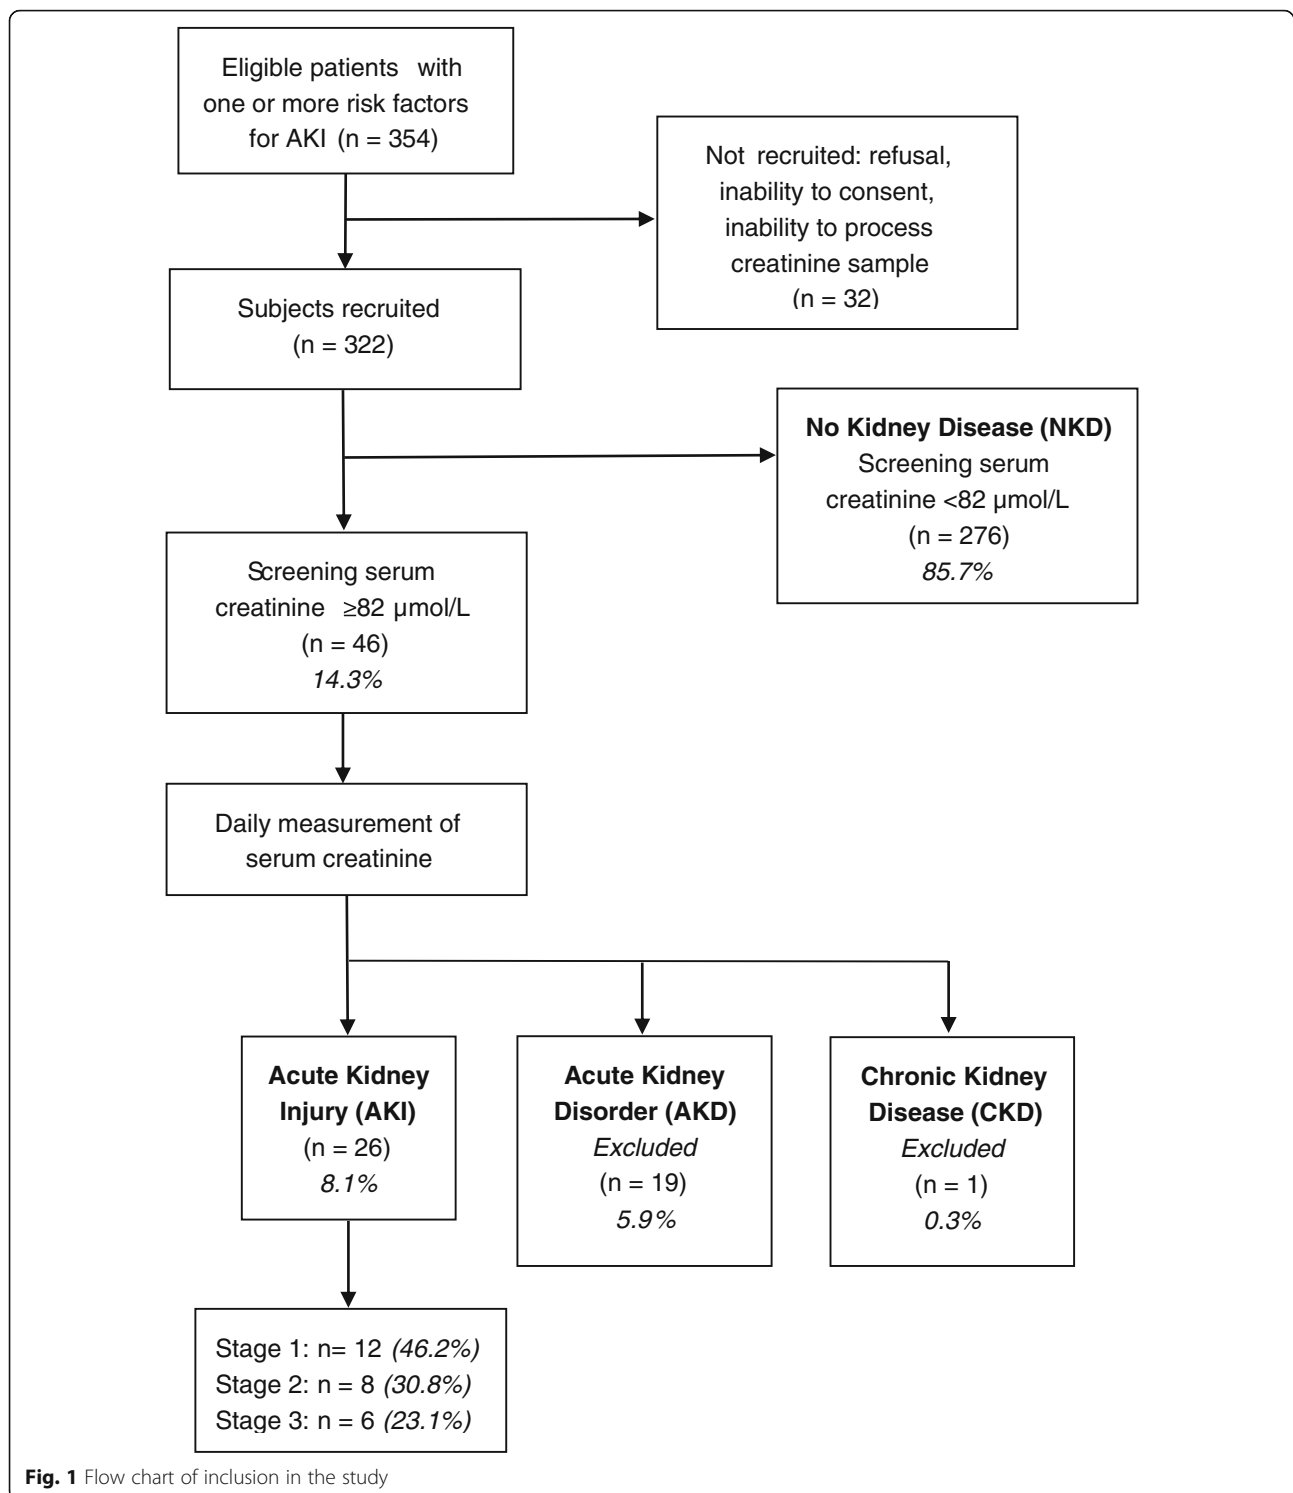 Eligible patients with
one or more risk factors
for AKI (n = 354)
Not recruited: refusal,
inability to consent,
inability to process
creatinine sample
(n = 32)
Subjects recruited
(n = 322)
No Kidney Disease (NKD)
Screening serum
creatinine <82 µmol/L
(n = 276)
85.7%
Screening serum
creatinine ≥82 µmol/L
(n = 46)
14.3%
Daily measurement of
serum creatinine
Acute Kidney
Injury (AKI)
(n = 26)
8.1%
Acute Kidney
Disorder (AKD)
Excluded
(n = 19)
5.9%
Chronic Kidney
Disease (CKD)
Excluded
(n = 1)
0.3%
Stage 1: n= 12 (46.2%)
Stage 2: n = 8 (30.8%)
Stage 3: n = 6 (23.1%)
Fig. 1 Flow chart of inclusion in the study